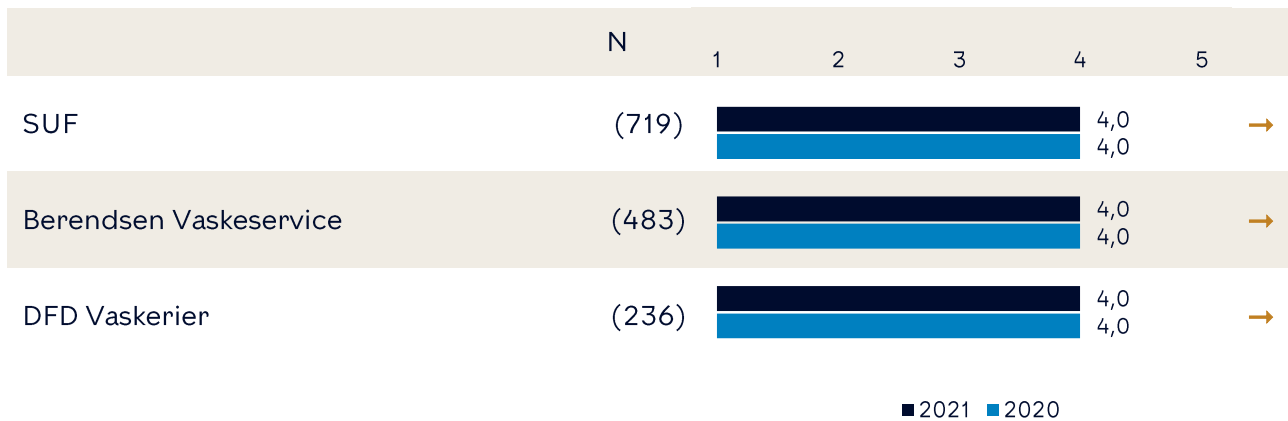 N
1 2 3 4 5
SUF (719) 4,0
4,0
Berendsen Vaskeservice (483) 4,0
4,0
DFD Vaskerier (236) 4,0
4,0
2021 2020